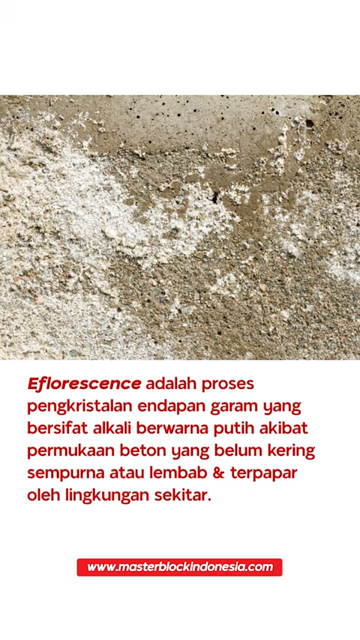 Eflorescence adalah proses
pengkristalan endapan garam yang
bersifat alkali berwarna putih akibat
permukaan beton yang belum kering
sempurna atau lembab & terpapar
oleh lingkungan sekitar.
www.masterblockindonesia.com